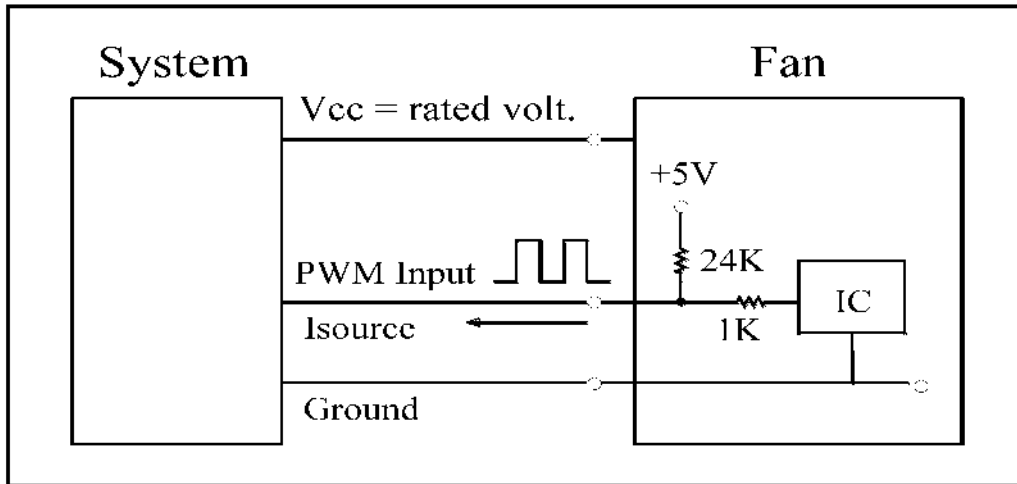 System
Fan
Vcc = rated volt.
+5V
24K
PWM Input
IC
1K
Isource
Ground